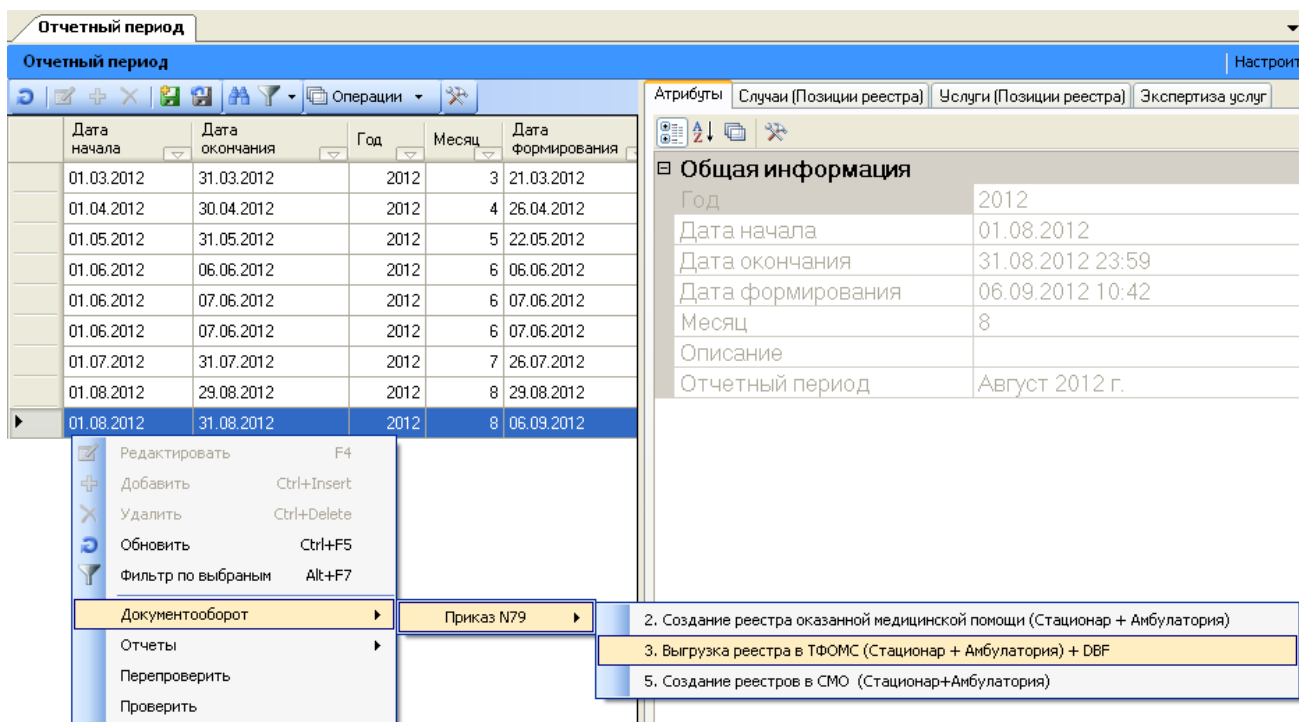 Отчетный период
Отчетный период
Настроит
Операции
Дата начала Дата окончания Год Месяц Дата формирования
01.03.2012 31.03.2012 2012 3 21.03.2012
01.04.2012 30.04.2012 2012 4 26.04.2012
01.05.2012 31.05.2012 2012 5 22.05.2012
01.06.2012 06.06.2012 2012 6 06.06.2012
01.06.2012 07.06.2012 2012 6 07.06.2012
01.06.2012 07.06.2012 2012 6 07.06.2012
01.07.2012 31.07.2012 2012 7 26.07.2012
01.08.2012 29.08.2012 2012 8 29.08.2012
01.08.2012 31.08.2012 2012 8 06.09.2012
Атрибуты Случаи (Позиции реестра) Услуги (Позиции реестра) Экспертиза услуг
Общая информация
Год 2012
Дата начала 01.08.2012
Дата окончания 31.08.2012 23:59
Дата формирования 06.09.2012 10:42
Месяц 8
Описание
Отчетный период Август 2012 г.
Редактировать F4
Добавить Ctrl+Insert
Удалить Ctrl+Delete
Обновить Ctrl+F5
Фильтр по выбраным Alt+F7
Документооборот
Отчеты
Перепроверить
Проверить
Приказ N79
2. Создание реестра оказанной медицинской помощи (Стационар + Амбулатория)
3. Выгрузка реестра в ТФОМС (Стационар + Амбулатория) + DBF
5. Создание реестров в СМО (Стационар+Амбулатория)